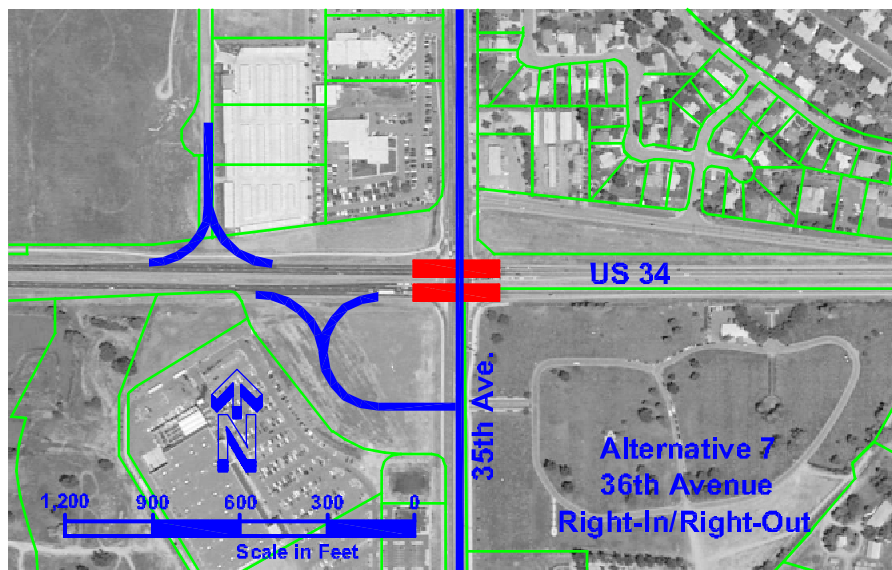 US 34
35th Ave.
N
Alternative 7
36th Avenue
Right-In/Right-Out
1,200 900 600 300 0
Scale in Feet